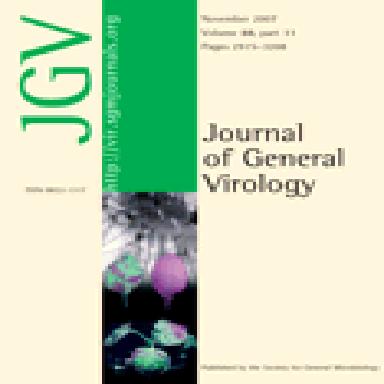 JGV
http://vir.sgmjournals.org
November 2007
Volume 88, part 11
Journal
of General
Virology
Published by the Society for General Microbiology